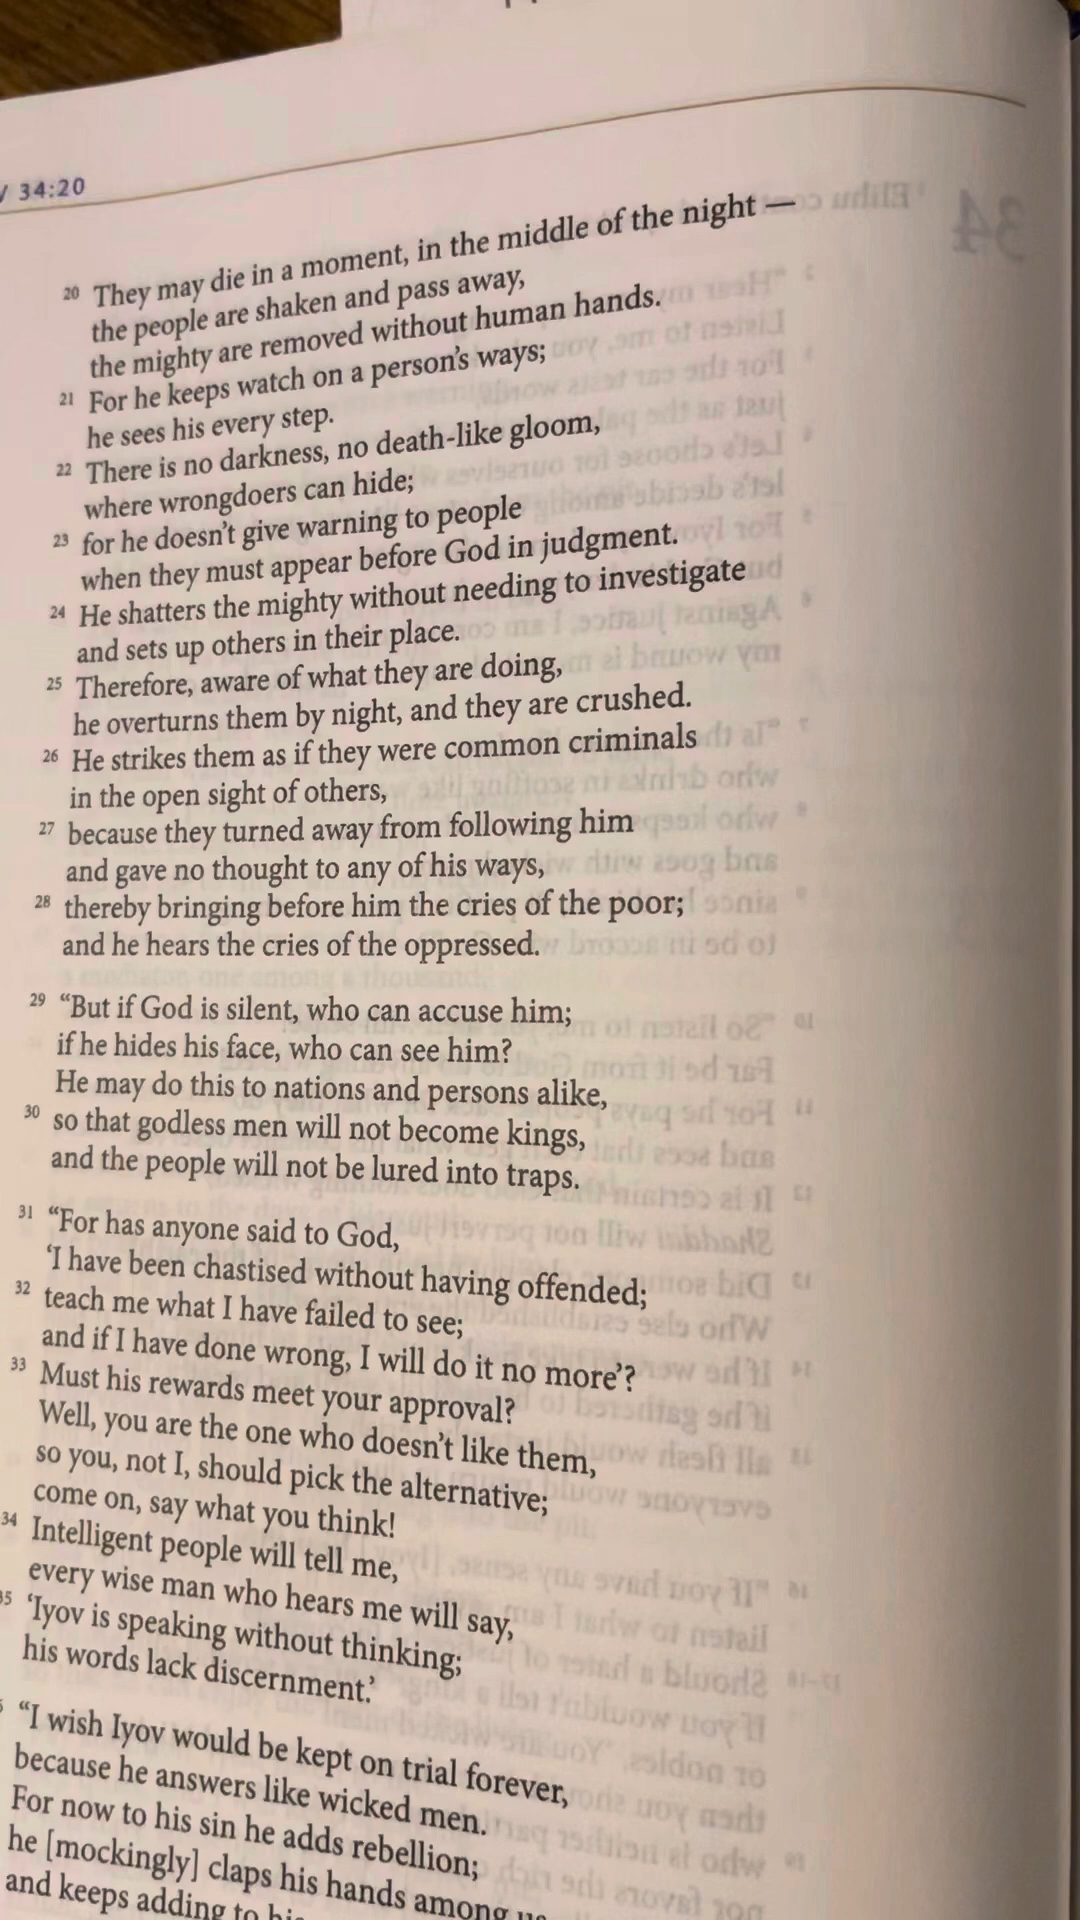 34:20
20 They may die in a moment, in the middle of the night —
the people are shaken and pass away,
the mighty are removed without human hands.
21 For he keeps watch on a person’s ways;
he sees his every step.
22 There is no darkness, no death-like gloom,
where wrongdoers can hide;
23 for he doesn’t give warning to people
when they must appear before God in judgment.
24 He shatters the mighty without needing to investigate
and sets up others in their place.
25 Therefore, aware of what they are doing,
he overturns them by night, and they are crushed.
26 He strikes them as if they were common criminals
in the open sight of others,
27 because they turned away from following him
and gave no thought to any of his ways,
28 thereby bringing before him the cries of the poor;
and he hears the cries of the oppressed.
29 “But if God is silent, who can accuse him;
if he hides his face, who can see him?
He may do this to nations and persons alike,
30 so that godless men will not become kings,
and the people will not be lured into traps.
31 “For has anyone said to God,
‘I have been chastised without having offended;
32 teach me what I have failed to see;
and if I have done wrong, I will do it no more’?
33 Must his rewards meet your approval?
Well, you are the one who doesn’t like them,
so you, not I, should pick the alternative;
come on, say what you think!
34 Intelligent people will tell me,
every wise man who hears me will say,
35 ‘Iyov is speaking without thinking;
his words lack discernment.’
“I wish Iyov would be kept on trial forever,
because he answers like wicked men.
For now to his sin he adds rebellion;
he [mockingly] claps his hands among us
and keeps adding to